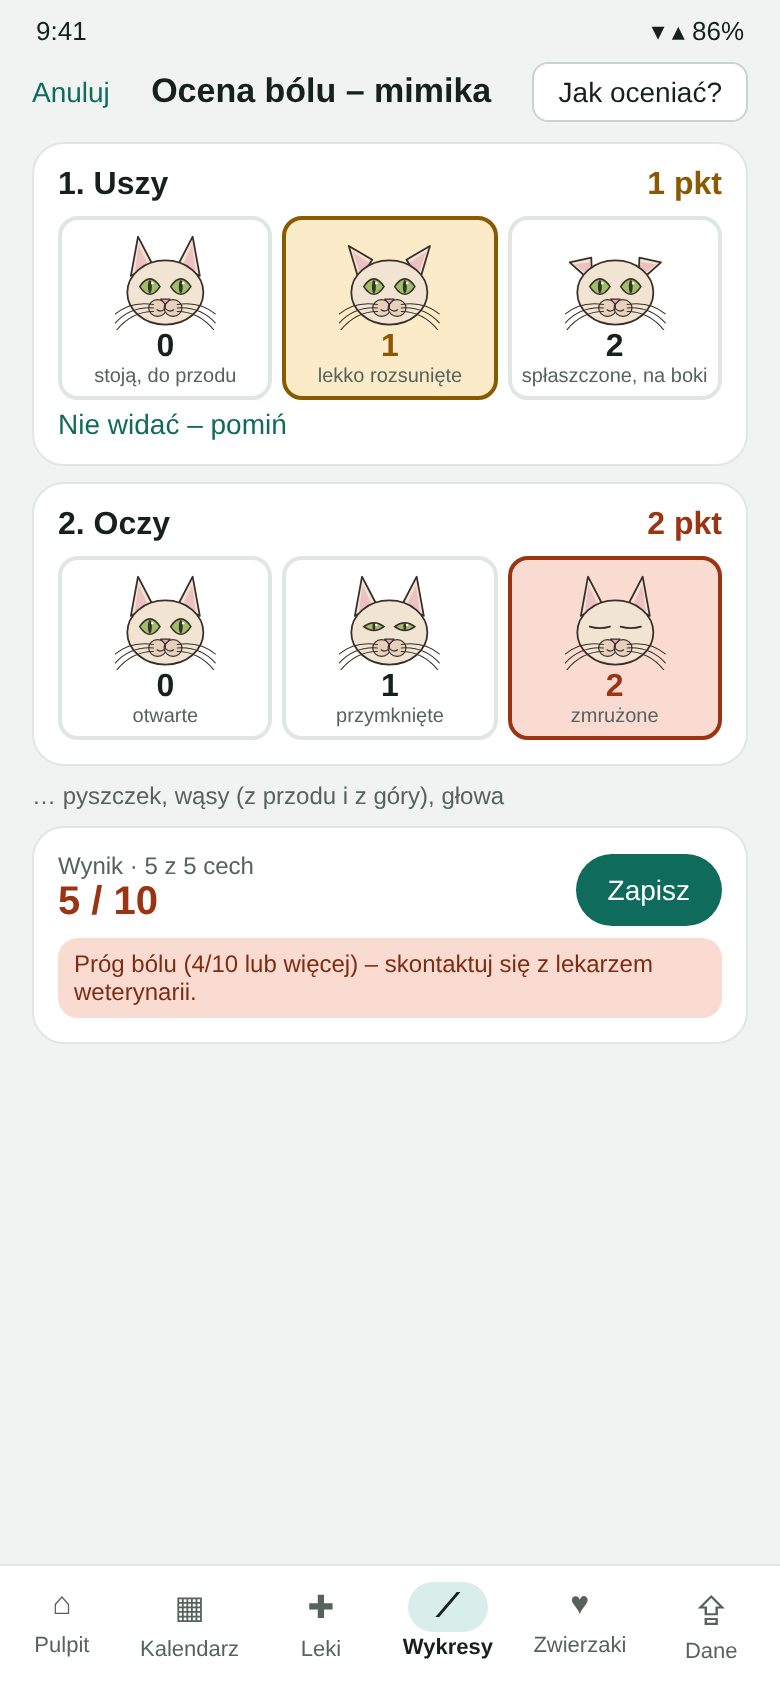 9:41
86%
Anuluj
Ocena bólu – mimika
Jak oceniać?
1. Uszy
1 pkt
0
1
2
stoją, do przodu
lekko rozsunięte
spłaszczone, na boki
Nie widać – pomiń
2. Oczy
2 pkt
0
1
2
otwarte
przymknięte
zmrużone
… pyszczek, wąsy (z przodu i z góry), głowa
Wynik · 5 z 5 cech
5 / 10
Zapisz
Próg bólu (4/10 lub więcej) – skontaktuj się z lekarzem
weterynarii.
Pulpit
Kalendarz
Leki
Wykresy
Zwierzaki
Dane